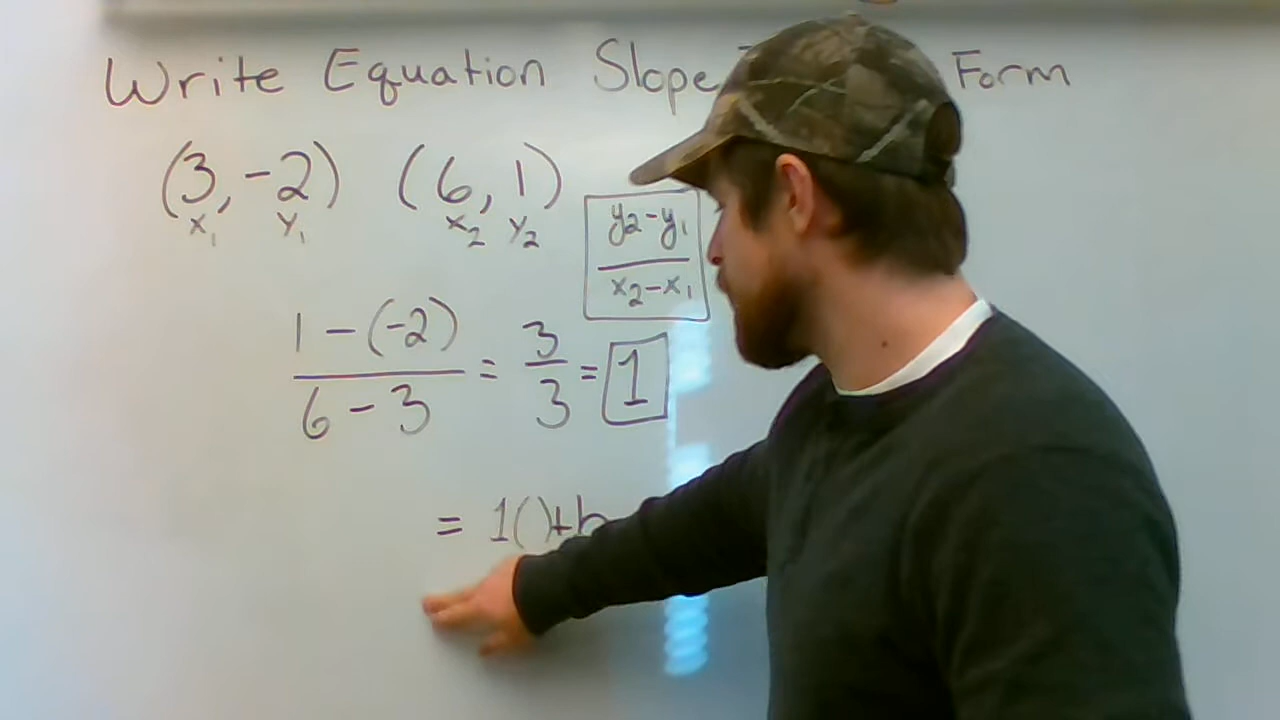 Write Equation Slope Form
(3, -2) (6, 1)
x₁ y₁ x₂ y₂
y₂-y₁
x₂-x₁
1-(-2)
6-3
= 3/3 = 1
= 1( )+b